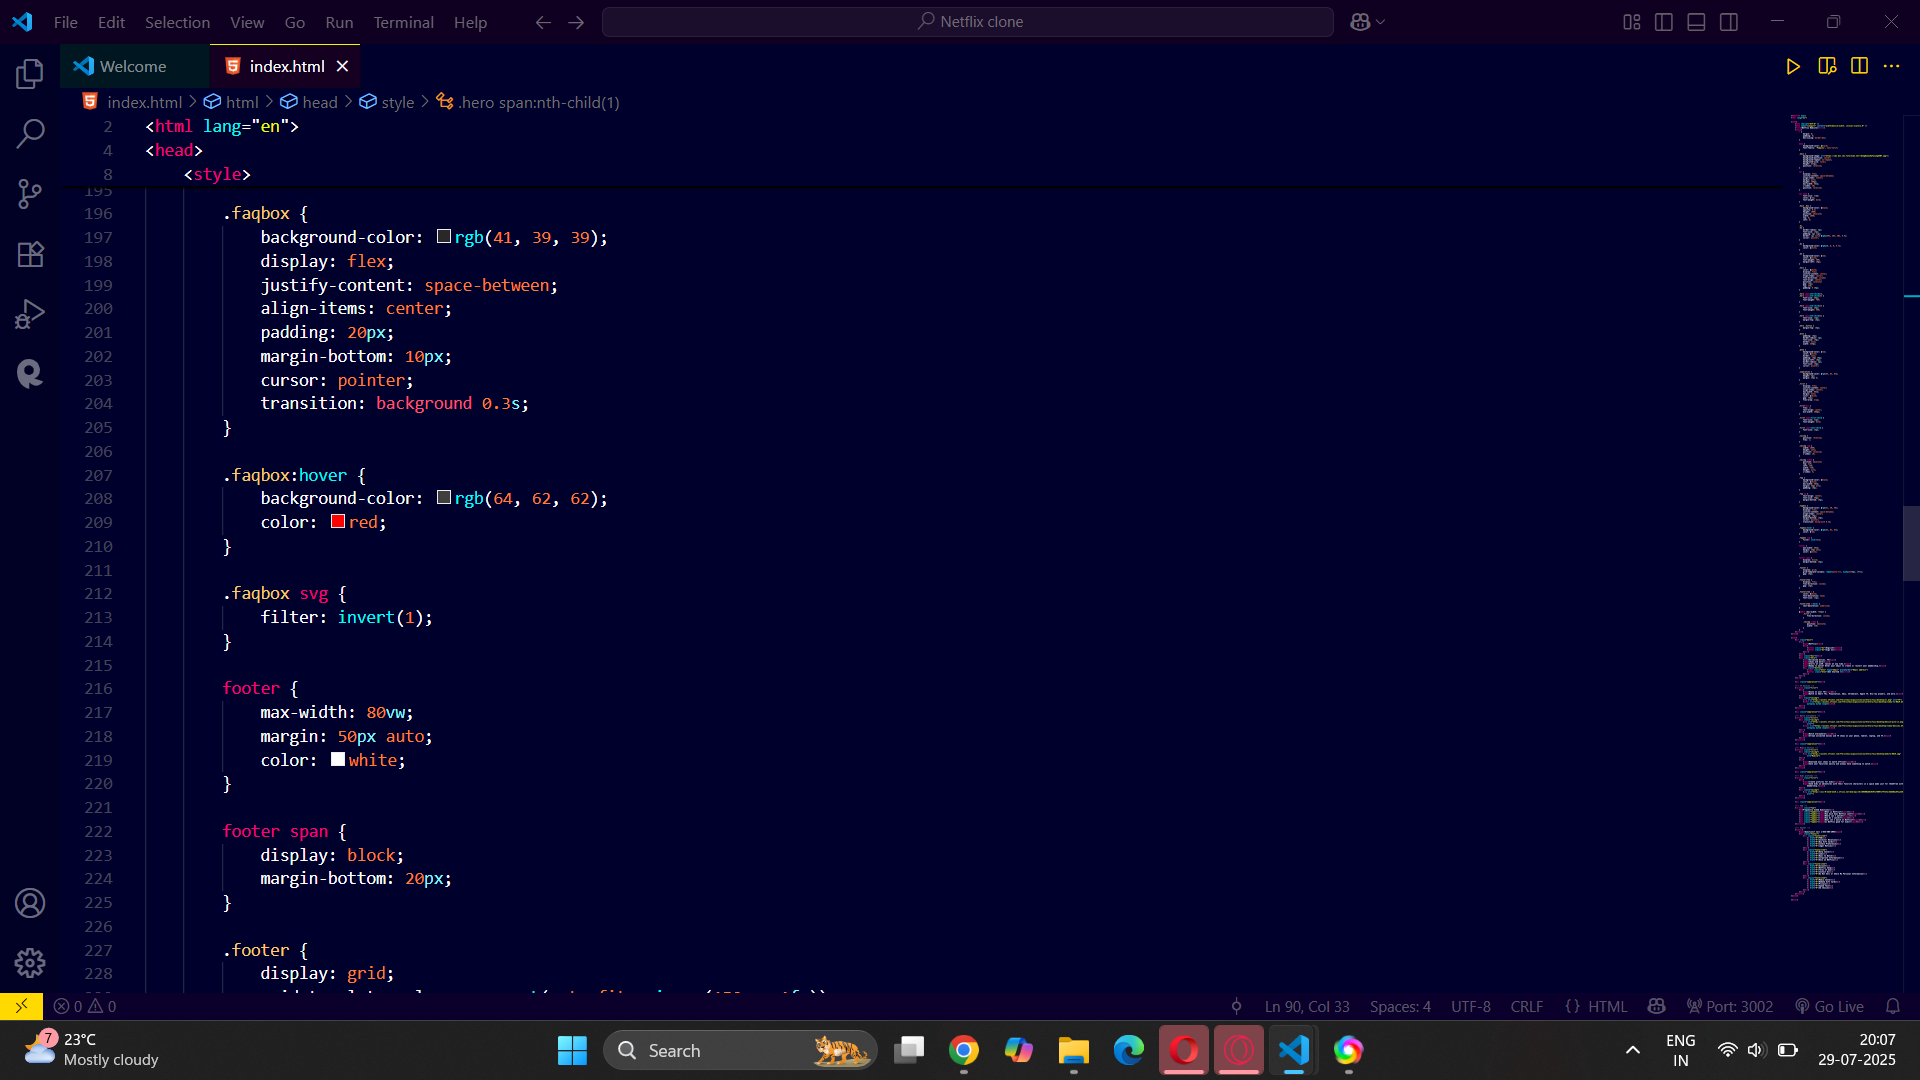 File Edit Selection View Go Run Terminal Help
Netflix clone
Welcome
index.html
index.html > html > head > style > .hero span:nth-child(1)
2 <html lang="en">
4 <head>
8 <style>
195
196 .faqbox {
197 background-color: rgb(41, 39, 39);
198 display: flex;
199 justify-content: space-between;
200 align-items: center;
201 padding: 20px;
202 margin-bottom: 10px;
203 cursor: pointer;
204 transition: background 0.3s;
205 }
206
207 .faqbox:hover {
208 background-color: rgb(64, 62, 62);
209 color: red;
210 }
211
212 .faqbox svg {
213 filter: invert(1);
214 }
215
216 footer {
217 max-width: 80vw;
218 margin: 50px auto;
219 color: white;
220 }
221
222 footer span {
223 display: block;
224 margin-bottom: 20px;
225 }
226
227 .footer {
228 display: grid;
0 0
Ln 90, Col 33 Spaces: 4 UTF-8 CRLF {} HTML Port: 3002 Go Live
7
23°C
Mostly cloudy
Search
ENG
IN
20:07
29-07-2025